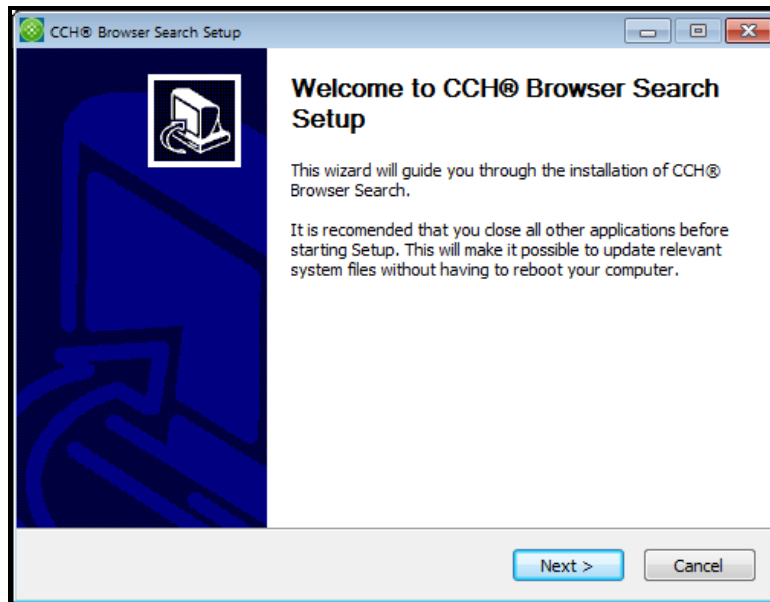 CCH® Browser Search Setup
Welcome to CCH® Browser Search
Setup
This wizard will guide you through the installation of CCH®
Browser Search.
It is recomended that you close all other applications before
starting Setup. This will make it possible to update relevant
system files without having to reboot your computer.
Next >
Cancel